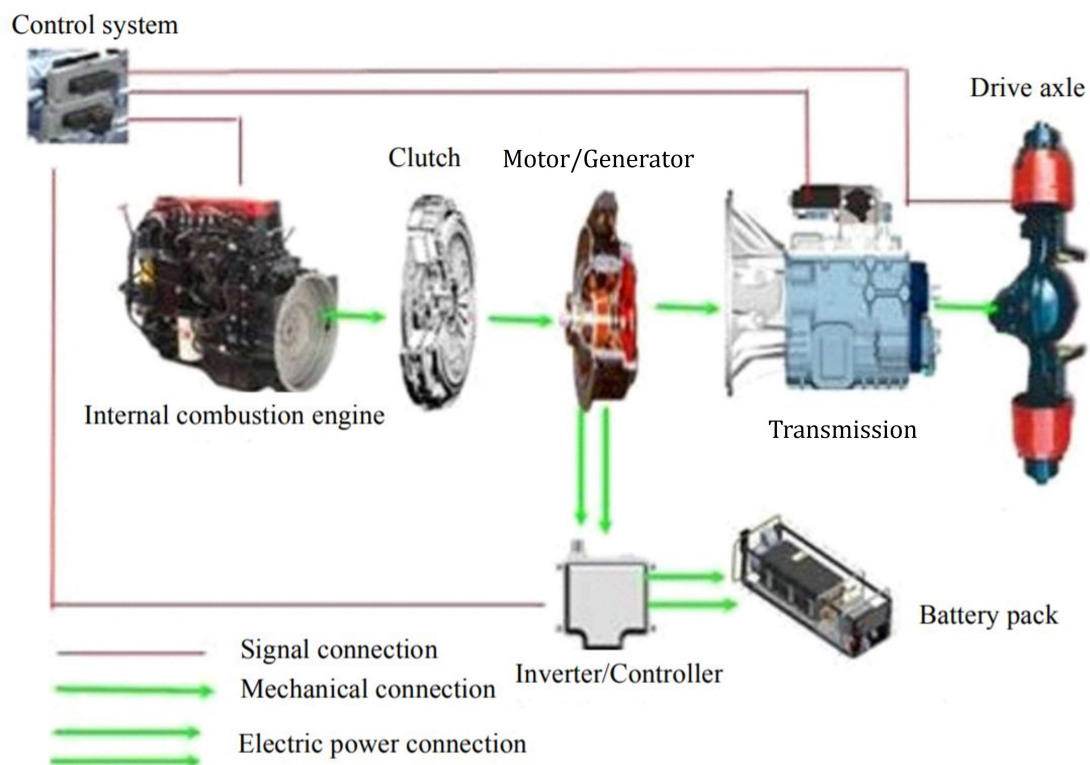 Control system
Drive axle
Clutch
Motor/Generator
Internal combustion engine
Transmission
Battery pack
Inverter/Controller
Signal connection
Mechanical connection
Electric power connection